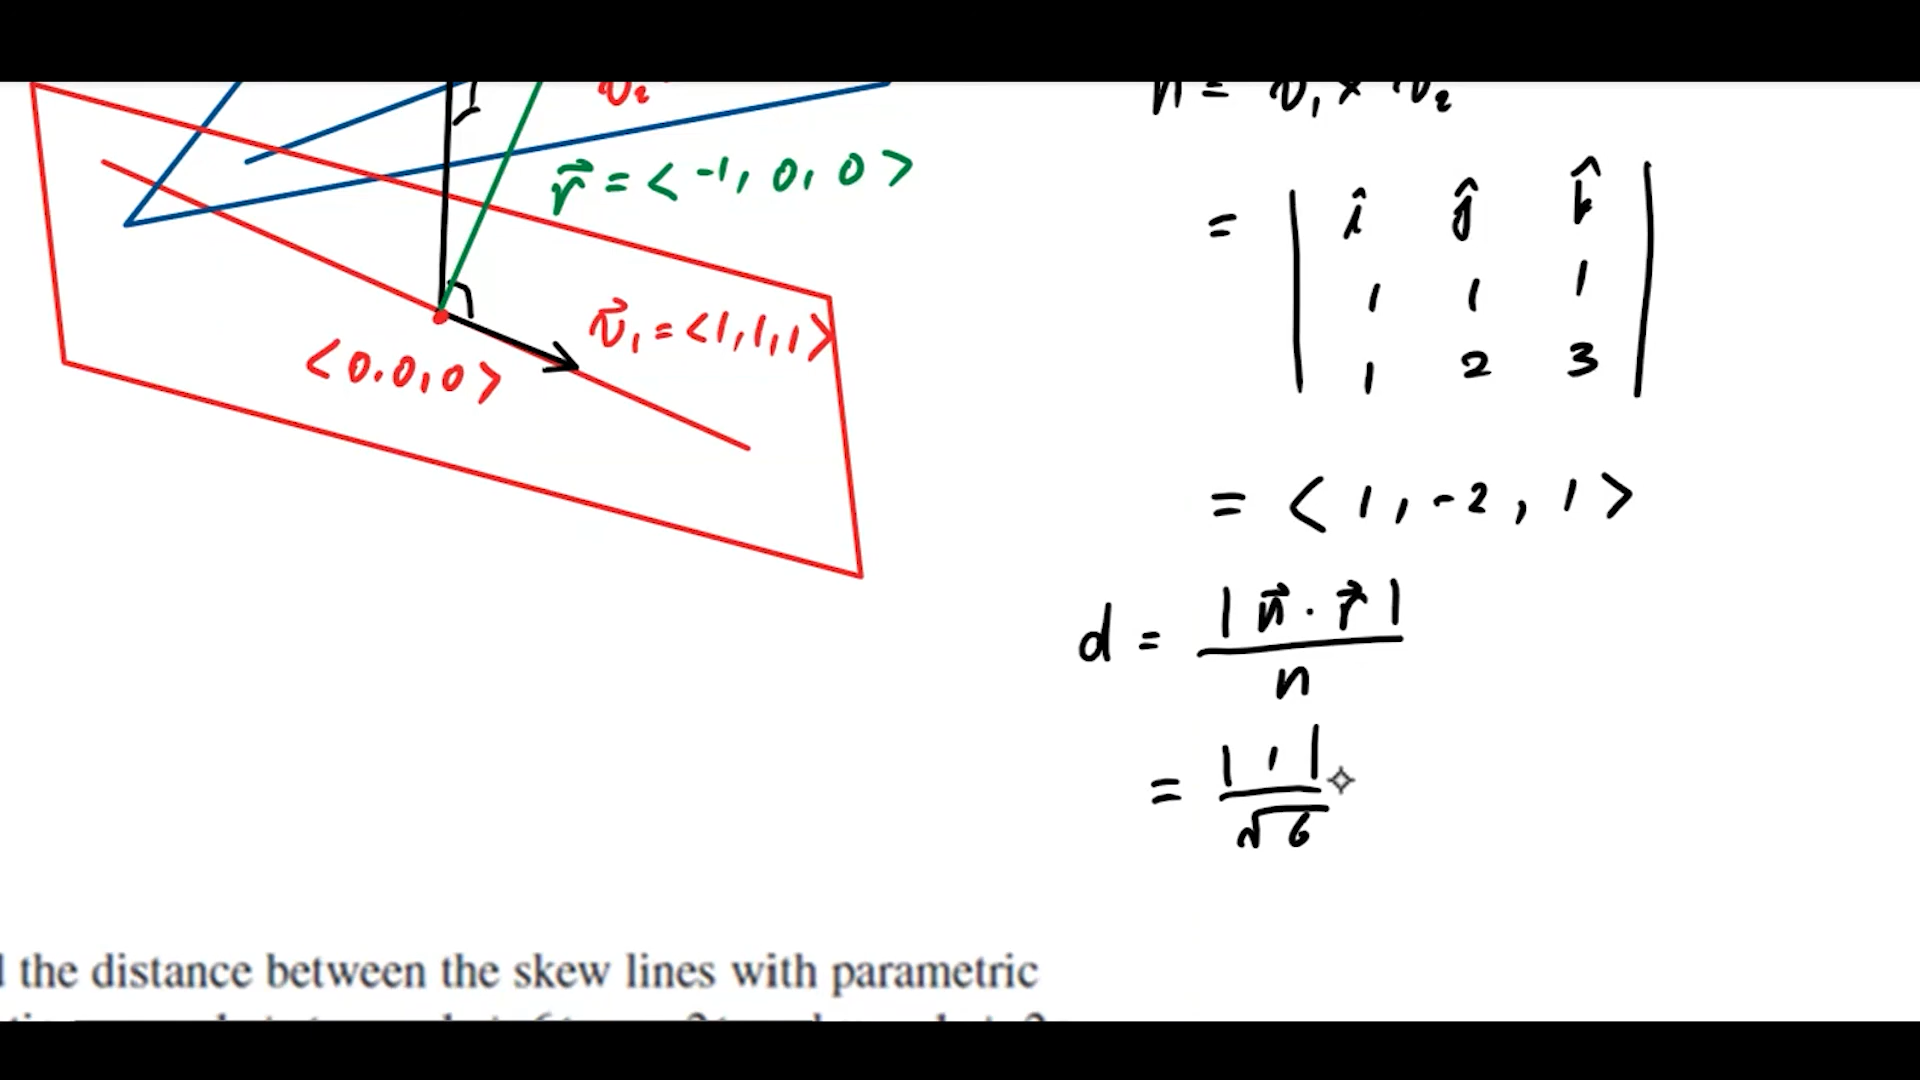 v⃗₂
r⃗ = < -1, 0, 0 >
v⃗₁ = <1,1,1>
<0,0,0>
n = v₁ × v₂
= | î ĵ k̂ |
1 1 1
1 2 3
= < 1, -2, 1 >
d = | n⃗ · r⃗ | / n
= | 1 | / √6
the distance between the skew lines with parametric